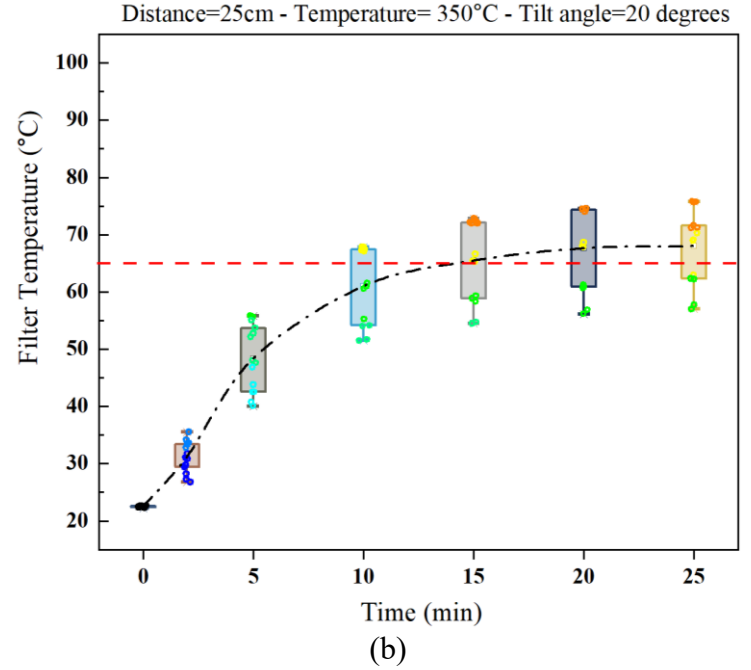 Distance=25cm - Temperature= 350°C - Tilt angle=20 degrees
Filter Temperature (°C)
100
90
80
70
60
50
40
30
20
0 5 10 15 20 25
Time (min)
(b)